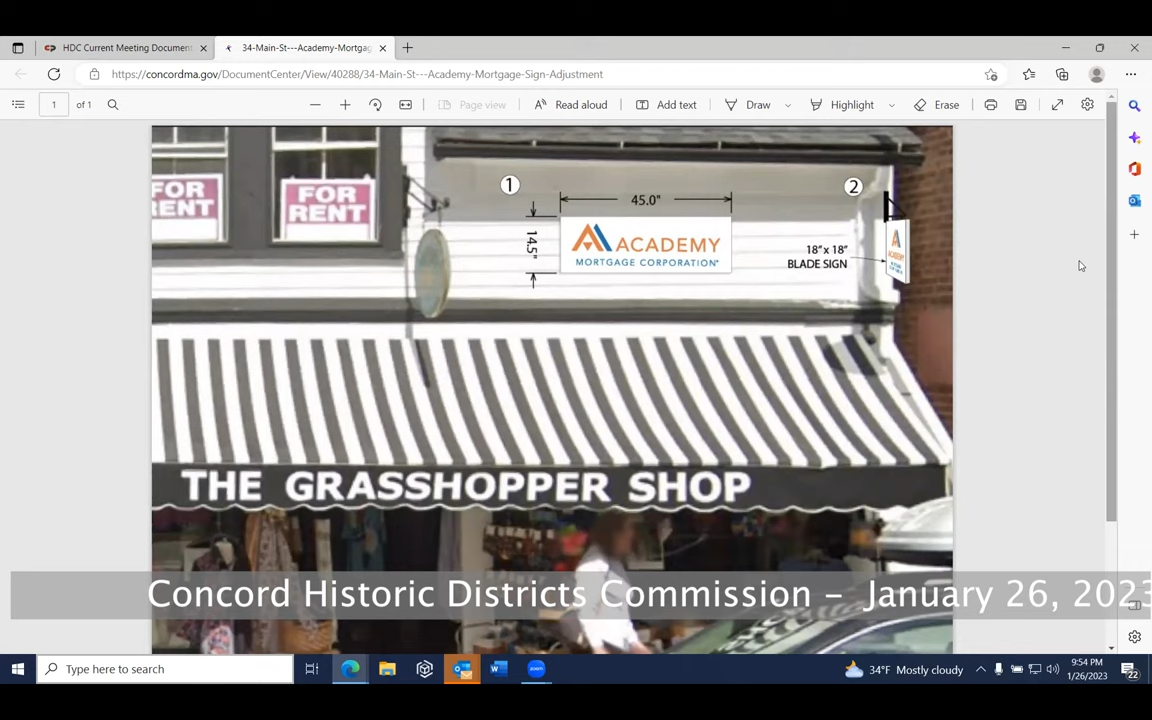 HDC Current Meeting Document
34-Main-St---Academy-Mortgag
https://concordma.gov/DocumentCenter/View/40288/34-Main-St---Academy-Mortgage-Sign-Adjustment
1 of 1
Page view
Read aloud
Add text
Draw
Highlight
Erase
FOR RENT
FOR RENT
1
2
45.0"
14.5"
ACADEMY
MORTGAGE CORPORATION
18" x 18"
BLADE SIGN
ACADEMY
THE GRASSHOPPER SHOP
Concord Historic Districts Commission – January 26, 2023
Type here to search
34°F Mostly cloudy
9:54 PM
1/26/2023
22